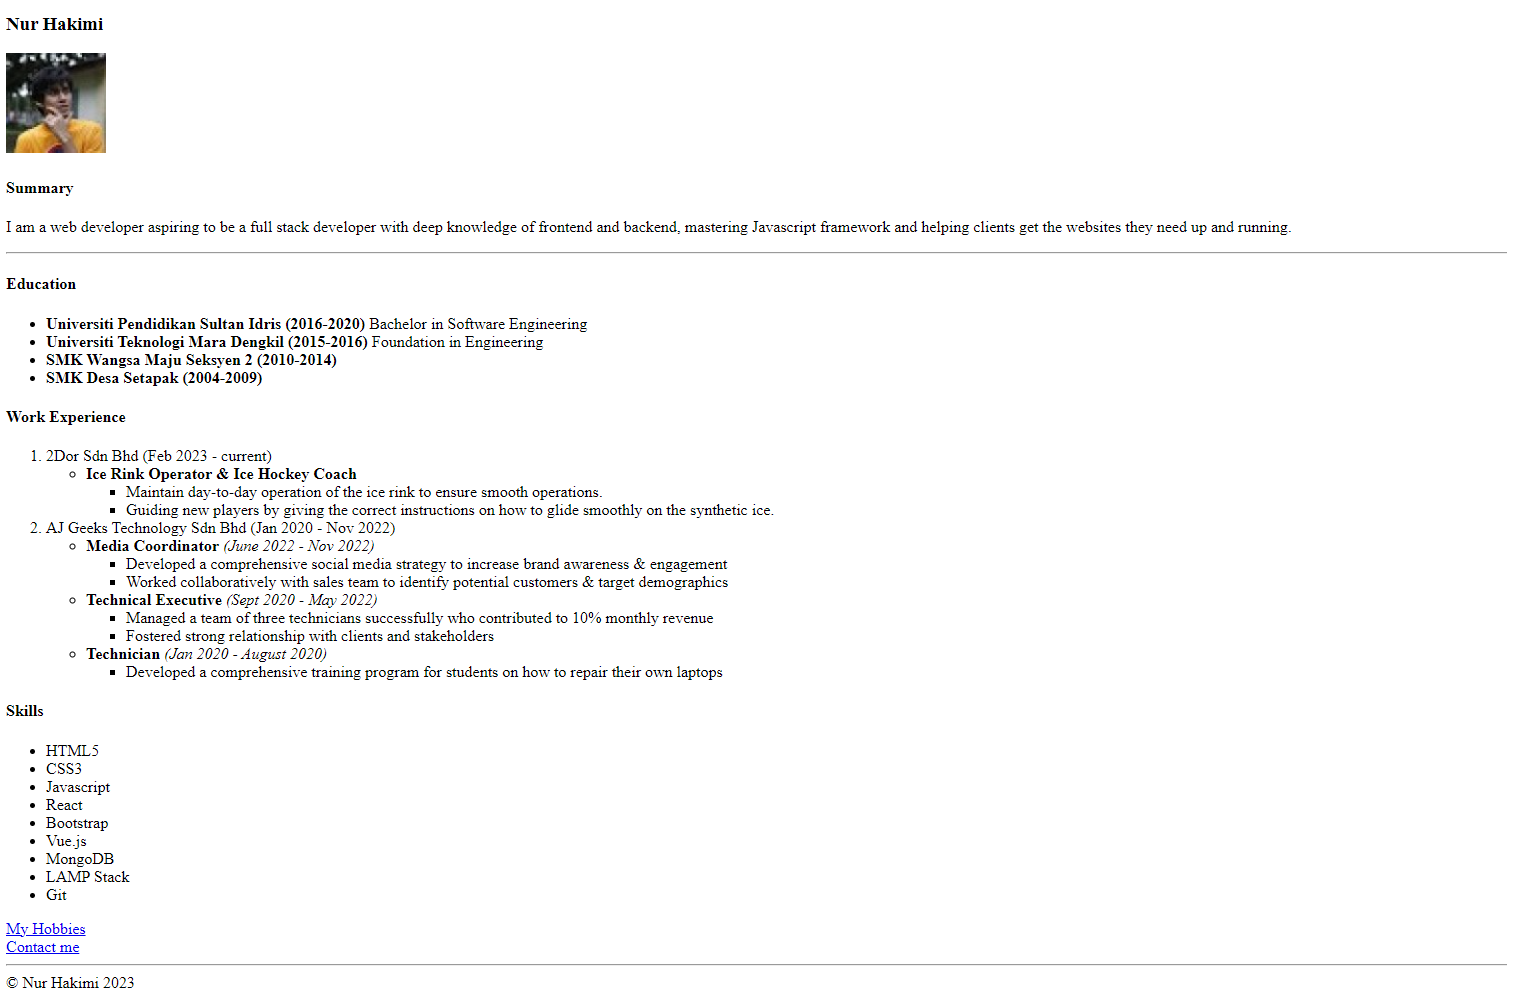 Nur Hakimi
Summary
I am a web developer aspiring to be a full stack developer with deep knowledge of frontend and backend, mastering Javascript framework and helping clients get the websites they need up and running.
Education
Universiti Pendidikan Sultan Idris (2016-2020) Bachelor in Software Engineering
Universiti Teknologi Mara Dengkil (2015-2016) Foundation in Engineering
SMK Wangsa Maju Seksyen 2 (2010-2014)
SMK Desa Setapak (2004-2009)
Work Experience
1. 2Dor Sdn Bhd (Feb 2023 - current)
Ice Rink Operator & Ice Hockey Coach
Maintain day-to-day operation of the ice rink to ensure smooth operations.
Guiding new players by giving the correct instructions on how to glide smoothly on the synthetic ice.
2. AJ Geeks Technology Sdn Bhd (Jan 2020 - Nov 2022)
Media Coordinator (June 2022 - Nov 2022)
Developed a comprehensive social media strategy to increase brand awareness & engagement
Worked collaboratively with sales team to identify potential customers & target demographics
Technical Executive (Sept 2020 - May 2022)
Managed a team of three technicians successfully who contributed to 10% monthly revenue
Fostered strong relationship with clients and stakeholders
Technician (Jan 2020 - August 2020)
Developed a comprehensive training program for students on how to repair their own laptops
Skills
HTML5
CSS3
Javascript
React
Bootstrap
Vue.js
MongoDB
LAMP Stack
Git
My Hobbies
Contact me
© Nur Hakimi 2023